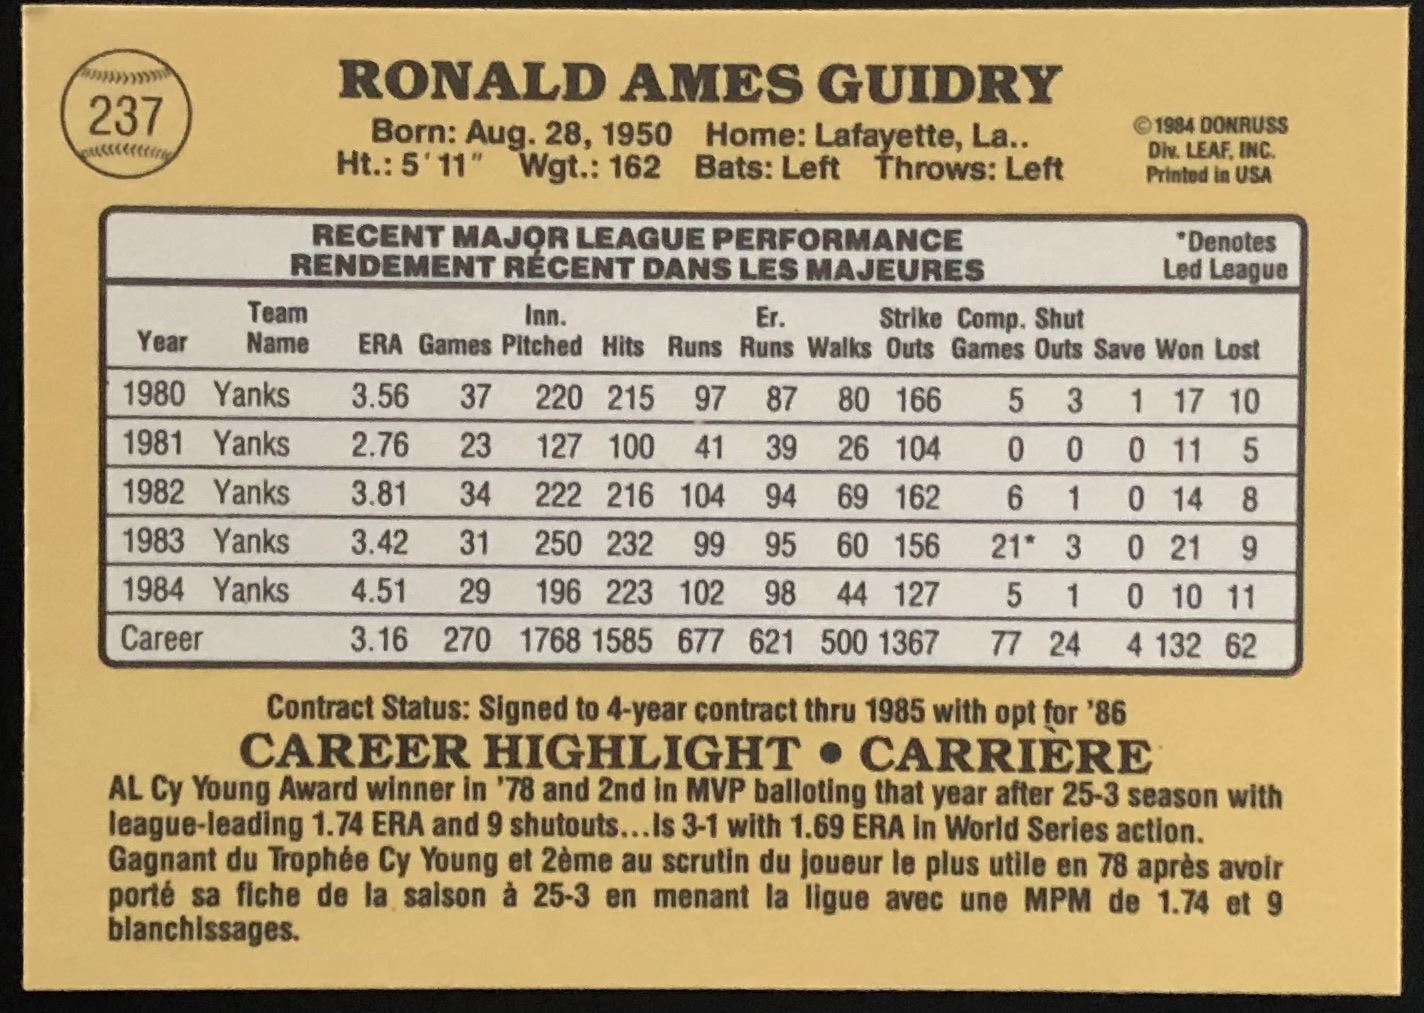 237
RONALD AMES GUIDRY
Born: Aug. 28, 1950 Home: Lafayette, La..
Ht.: 5'11" Wgt.: 162 Bats: Left Throws: Left
©1984 DONRUSS
Div. LEAF, INC.
Printed in USA
RECENT MAJOR LEAGUE PERFORMANCE
RENDEMENT RÉCENT DANS LES MAJEURES
*Denotes
Led League
Year Team Name ERA Games Inn. Pitched Hits Runs Er. Runs Walks Strike Outs Comp. Games Shut Outs Save Won Lost
1980 Yanks 3.56 37 220 215 97 87 80 166 5 3 1 17 10
1981 Yanks 2.76 23 127 100 41 39 26 104 0 0 0 11 5
1982 Yanks 3.81 34 222 216 104 94 69 162 6 1 0 14 8
1983 Yanks 3.42 31 250 232 99 95 60 156 21* 3 0 21 9
1984 Yanks 4.51 29 196 223 102 98 44 127 5 1 0 10 11
Career 3.16 270 1768 1585 677 621 500 1367 77 24 4 132 62
Contract Status: Signed to 4-year contract thru 1985 with opt for '86
CAREER HIGHLIGHT • CARRIÈRE
AL Cy Young Award winner in '78 and 2nd in MVP balloting that year after 25-3 season with
league-leading 1.74 ERA and 9 shutouts...Is 3-1 with 1.69 ERA in World Series action.
Gagnant du Trophée Cy Young et 2ème au scrutin du joueur le plus utile en 78 après avoir
porté sa fiche de la saison à 25-3 en menant la ligue avec une MPM de 1.74 et 9
blanchissages.